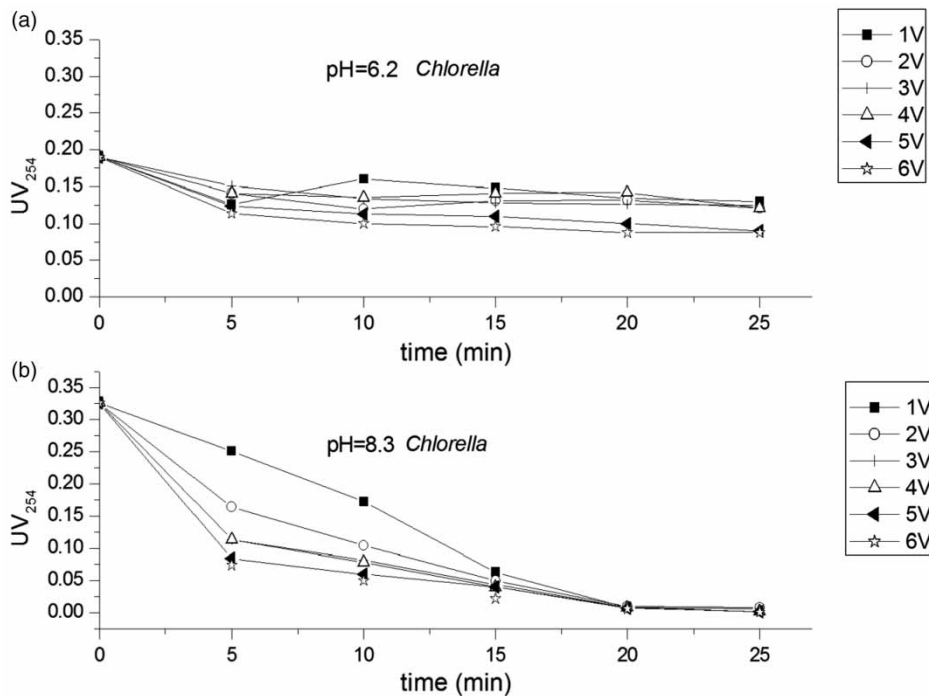 (a)
0.35
0.30
0.25
0.20
0.15
0.10
0.05
0.00
UV254
pH=6.2 Chlorella
0 5 10 15 20 25
time (min)
1V
2V
3V
4V
5V
6V
(b)
0.35
0.30
0.25
0.20
0.15
0.10
0.05
0.00
UV254
pH=8.3 Chlorella
0 5 10 15 20 25
time (min)
1V
2V
3V
4V
5V
6V